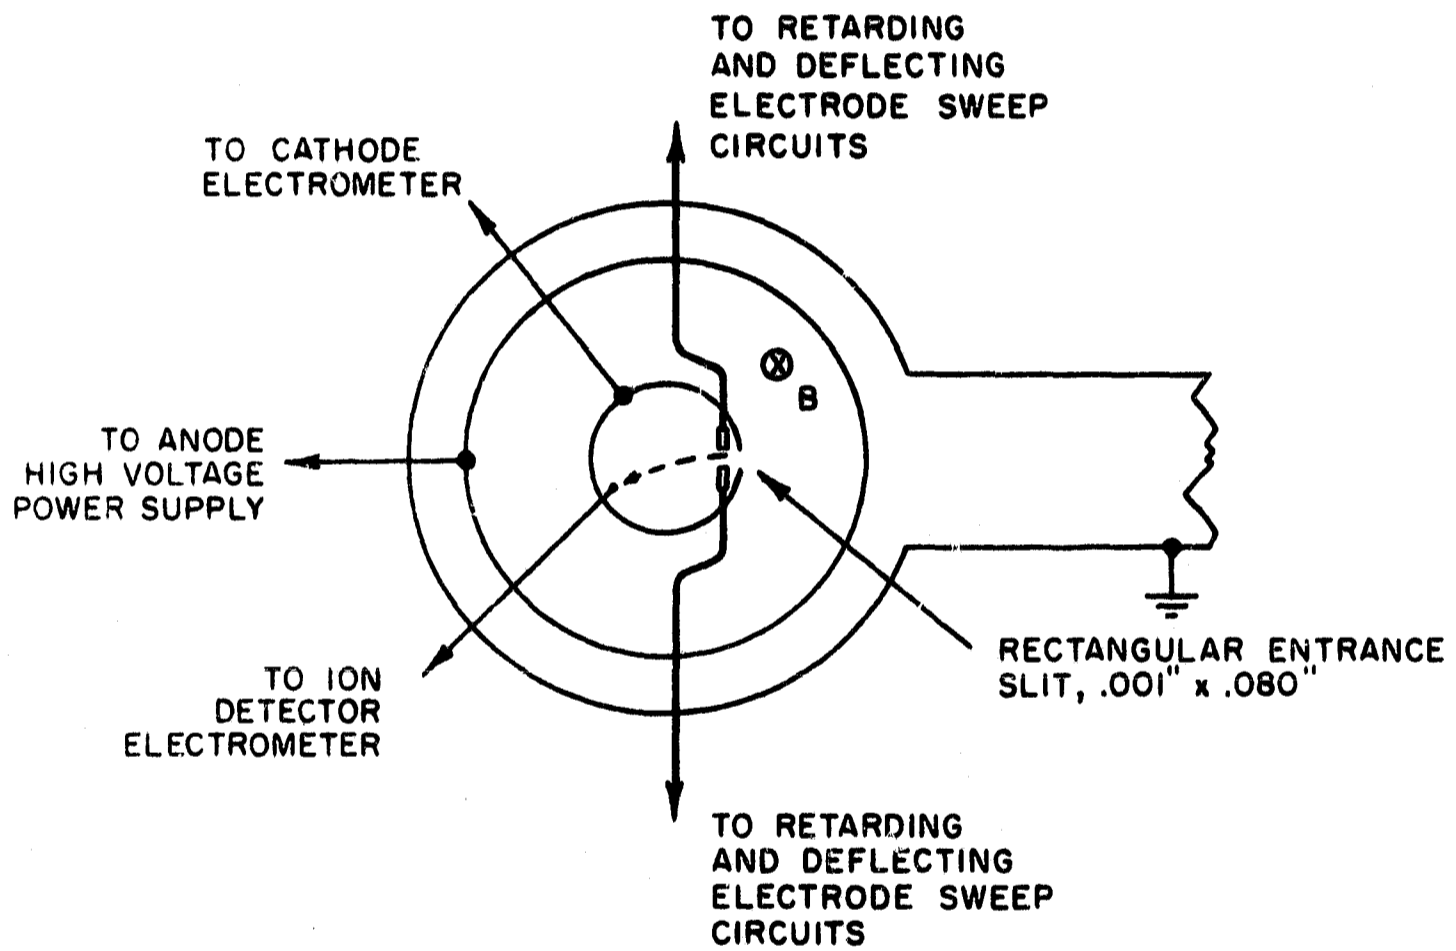 TO RETARDING
AND DEFLECTING
ELECTRODE SWEEP
CIRCUITS
TO CATHODE
ELECTROMETER
B
TO ANODE
HIGH VOLTAGE
POWER SUPPLY
RECTANGULAR ENTRANCE
SLIT, .001" x .080"
TO ION
DETECTOR
ELECTROMETER
TO RETARDING
AND DEFLECTING
ELECTRODE SWEEP
CIRCUITS